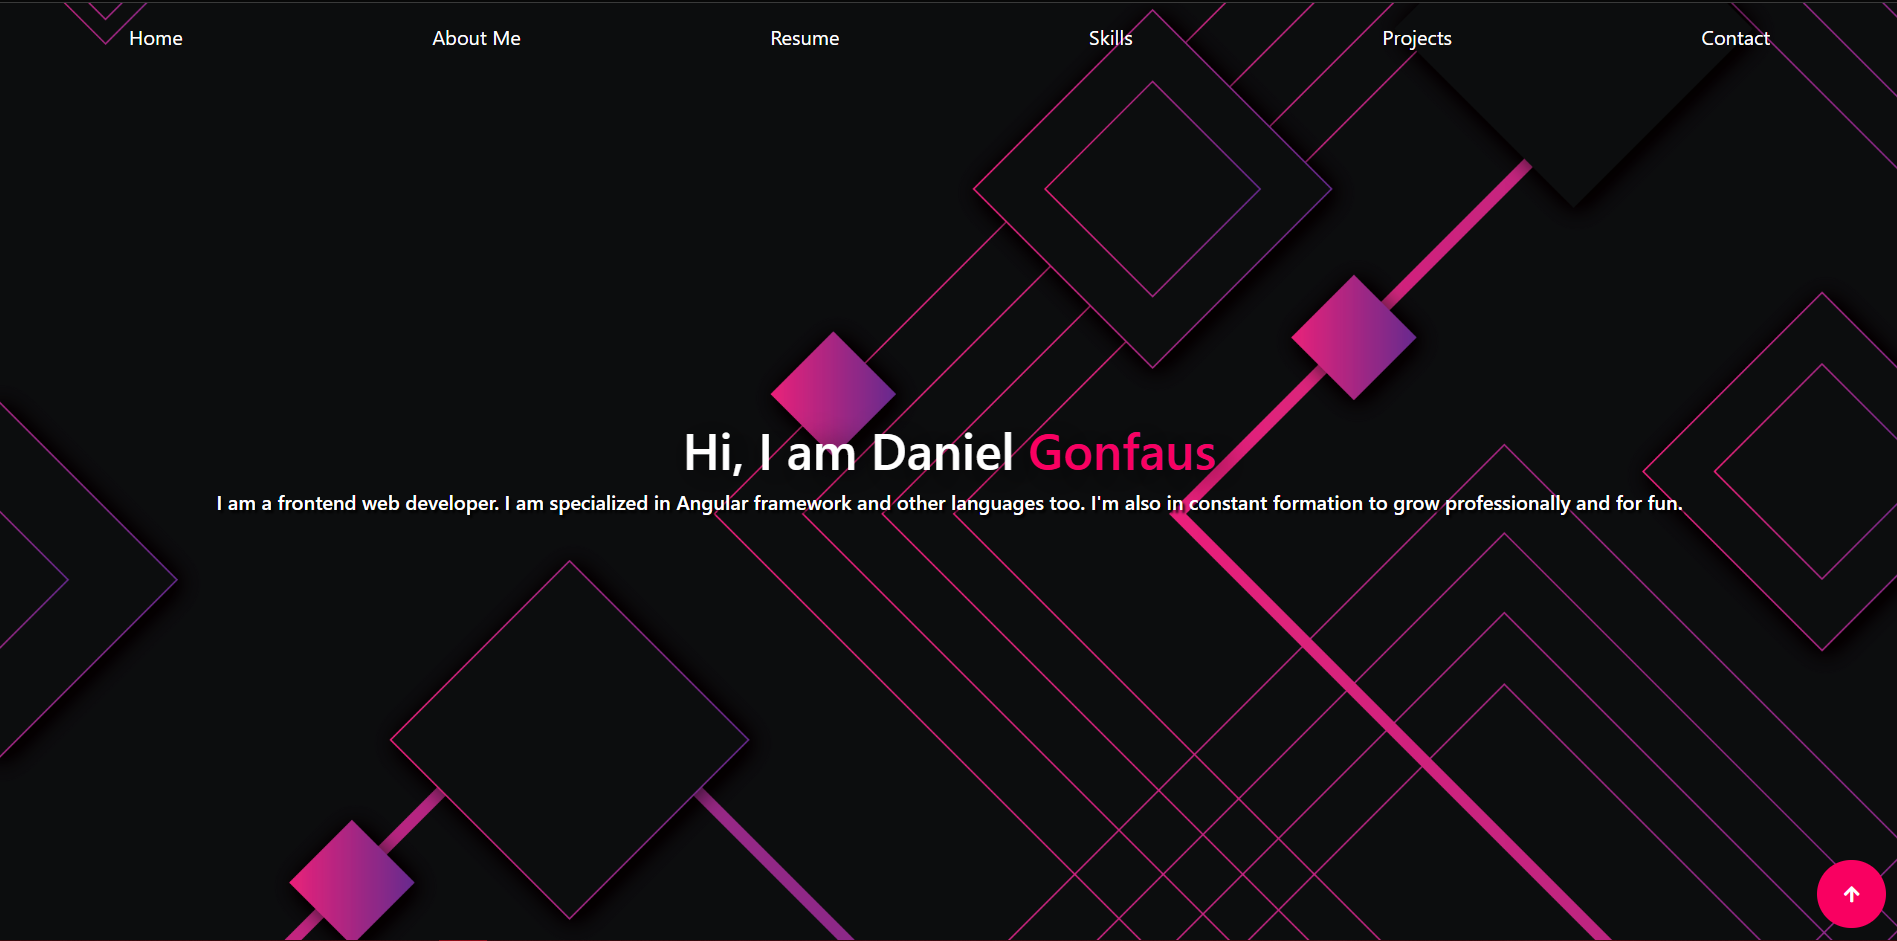 Home About Me Resume Skills Projects Contact
Hi, I am Daniel Gonfaus
I am a frontend web developer. I am specialized in Angular framework and other languages too. I'm also in constant formation to grow professionally and for fun.